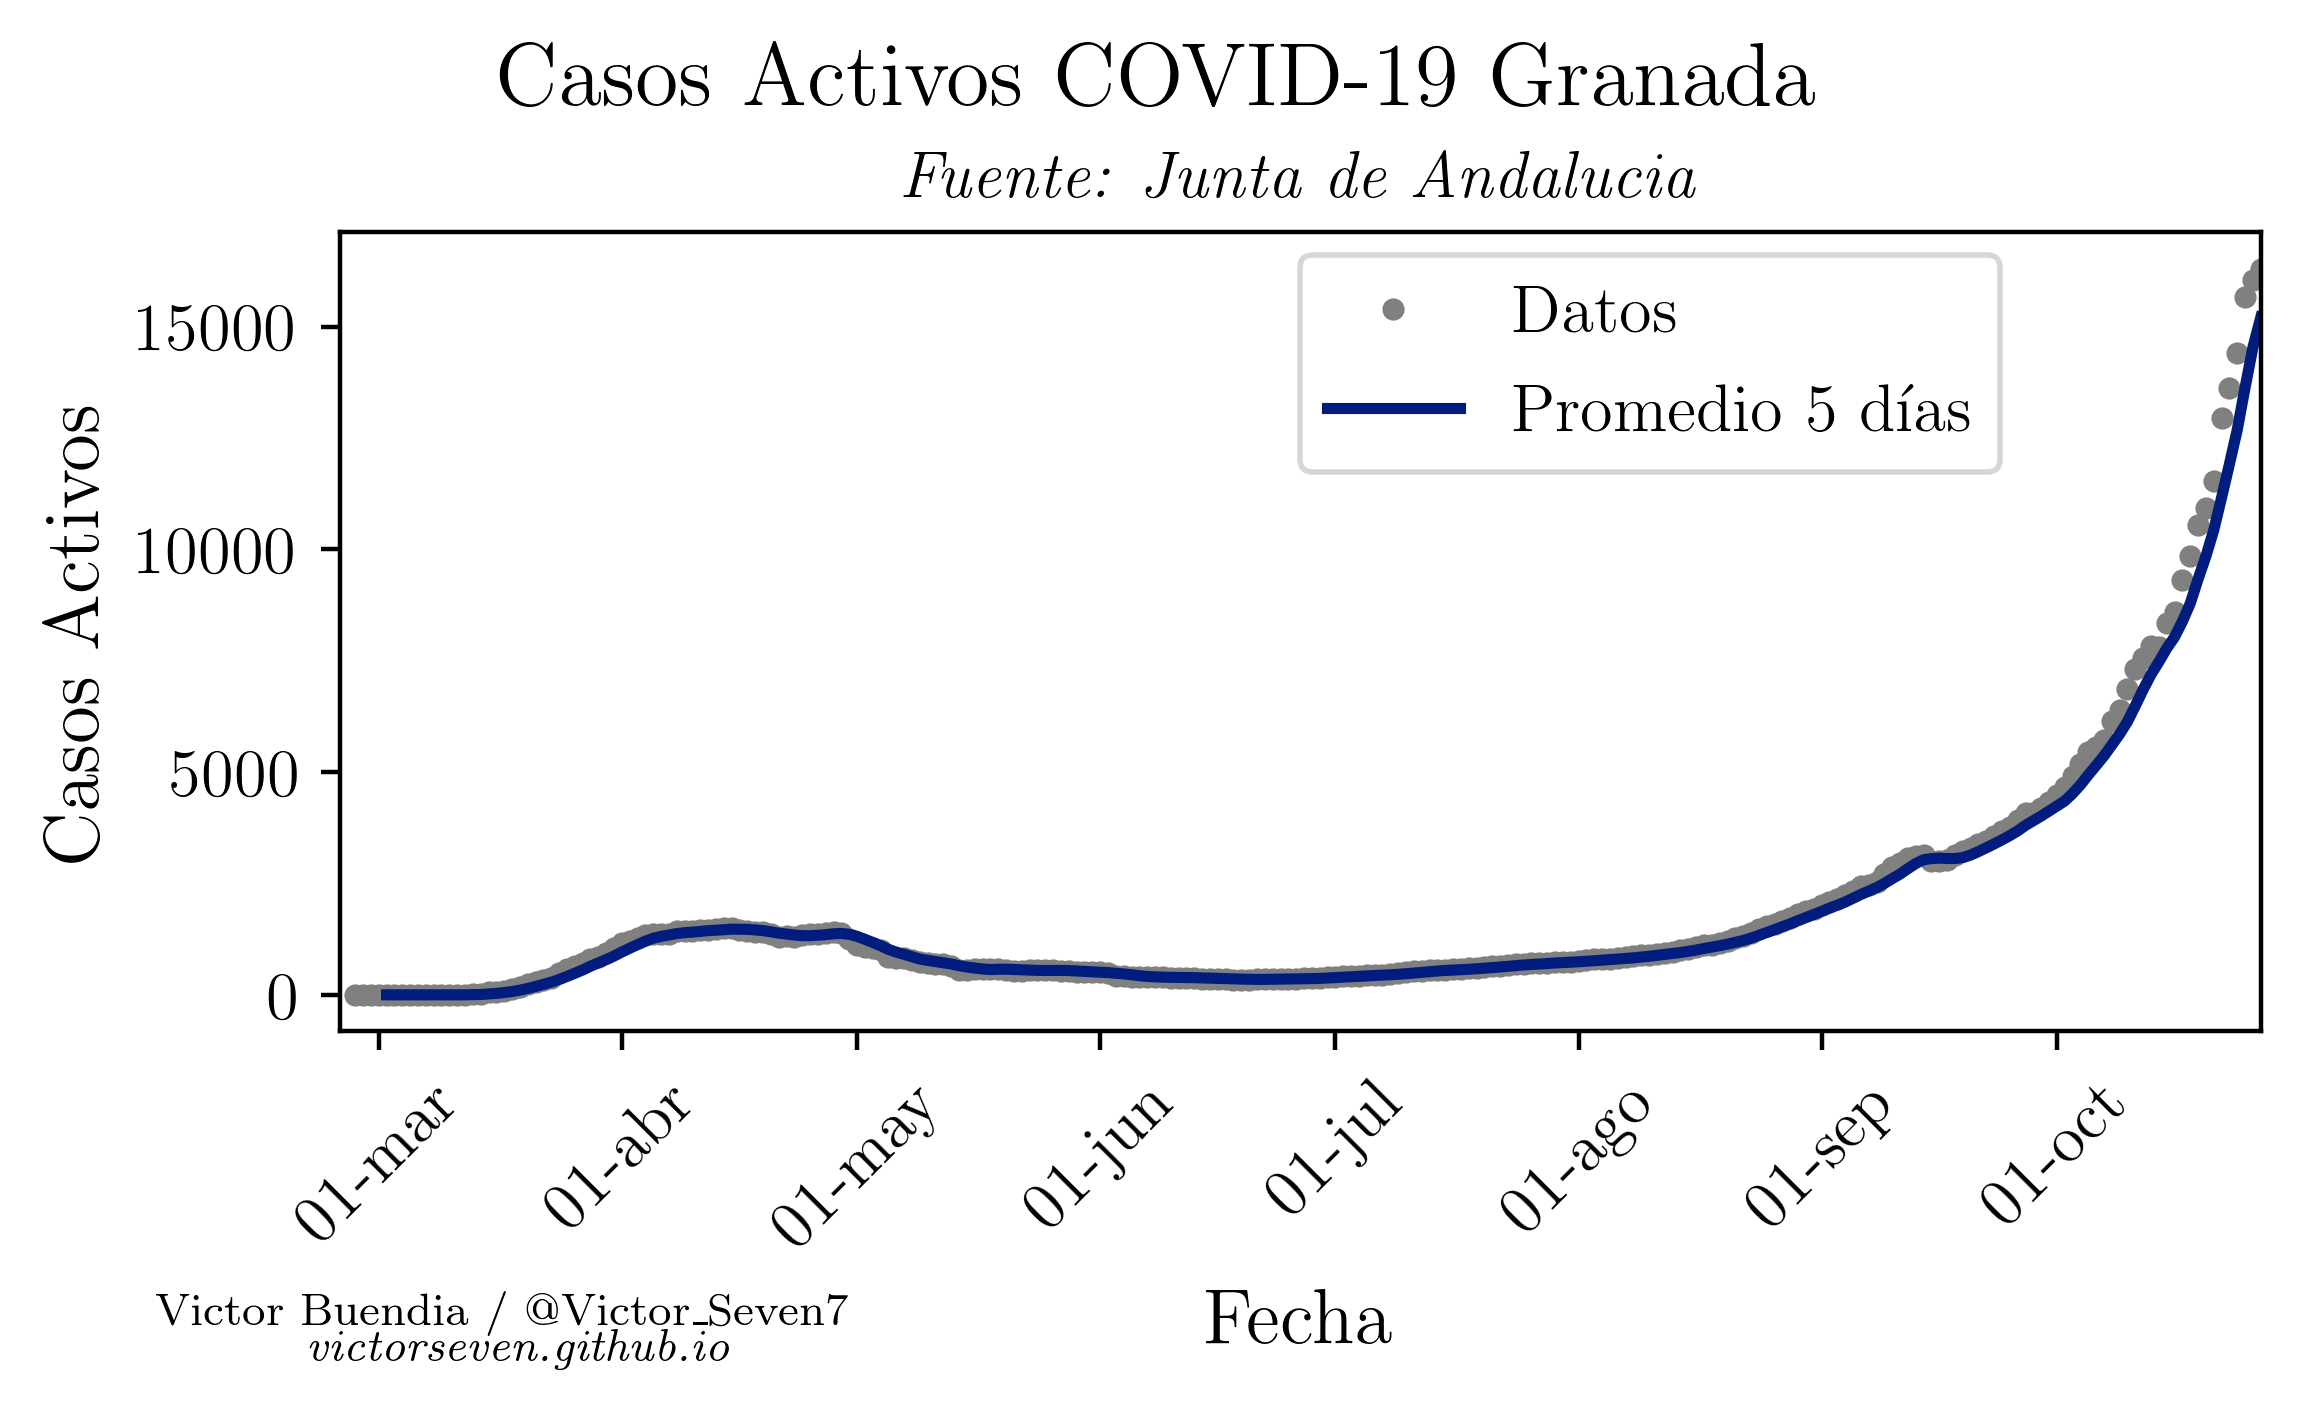 Casos Activos COVID-19 Granada
Fuente: Junta de Andalucia
Datos
Promedio 5 días
Casos Activos
15000
10000
5000
0
01-mar
01-abr
01-may
01-jun
01-jul
01-ago
01-sep
01-oct
Fecha
Victor Buendia / @Victor_Seven7
victorseven.github.io